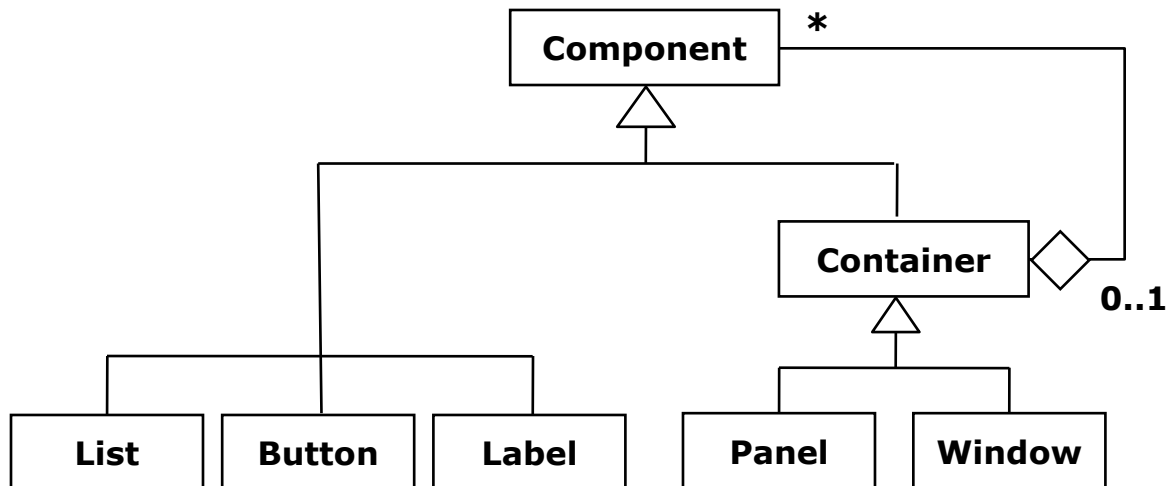 Component
*
Container
0..1
List
Button
Label
Panel
Window